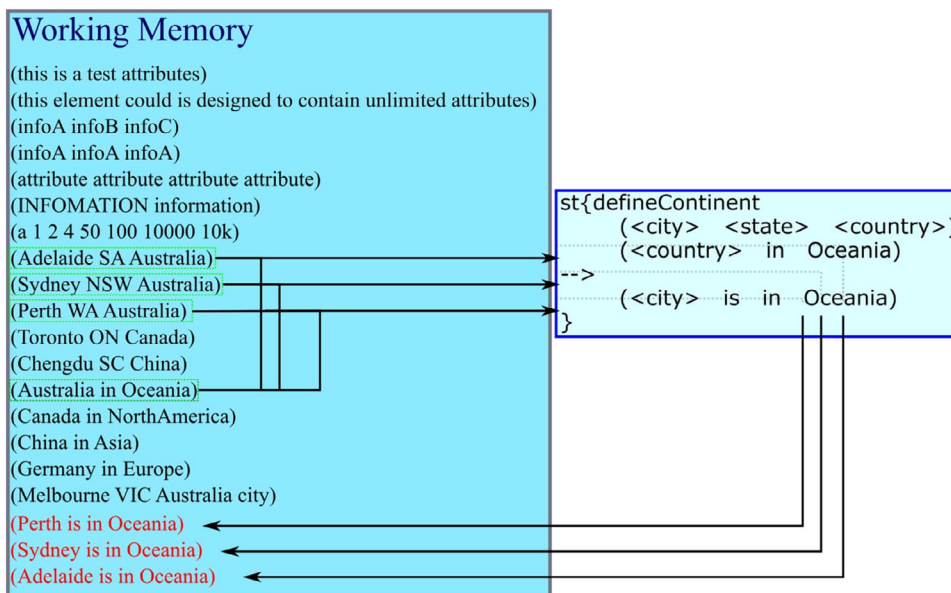 Working Memory
(this is a test attributes)
(this element could is designed to contain unlimited attributes)
(infoA infoB infoC)
(infoA infoA infoA)
(attribute attribute attribute attribute)
(INFOMATION information)
(a 1 2 4 50 100 10000 10k)
(Adelaide SA Australia)
(Sydney NSW Australia)
(Perth WA Australia)
(Toronto ON Canada)
(Chengdu SC China)
(Australia in Oceania)
(Canada in NorthAmerica)
(China in Asia)
(Germany in Europe)
(Melbourne VIC Australia city)
(Perth is in Oceania)
(Sydney is in Oceania)
(Adelaide is in Oceania)
st{defineContinent
(<city> <state> <country>)
(<country> in Oceania)
-->
(<city> is in Oceania)
}